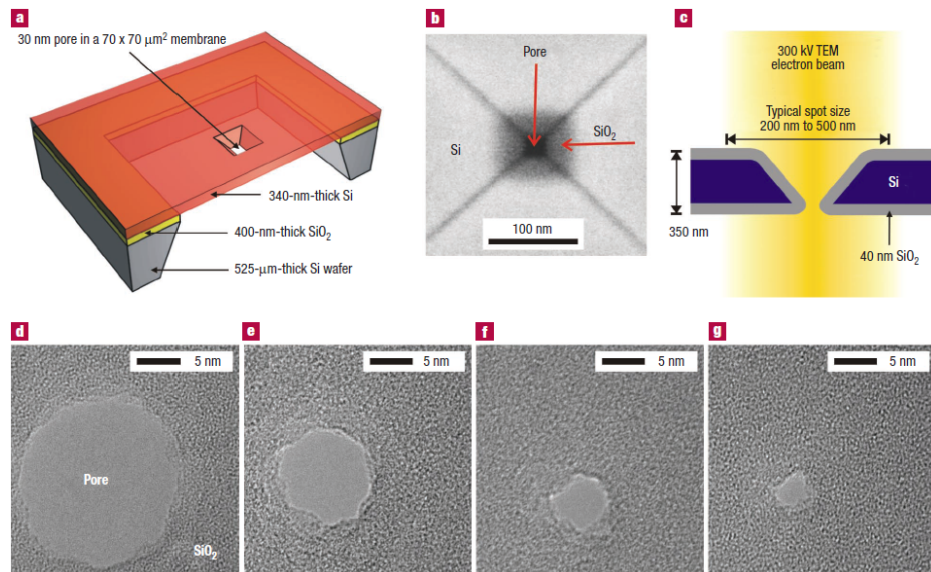 a
30 nm pore in a 70 x 70 μm² membrane
340-nm-thick Si
400-nm-thick SiO₂
525-μm-thick Si wafer
b
Pore
SiO₂
Si
100 nm
c
300 kV TEM
electron beam
Typical spot size
200 nm to 500 nm
Si
350 nm
40 nm SiO₂
d
5 nm
Pore
SiO₂
e
5 nm
f
5 nm
g
5 nm